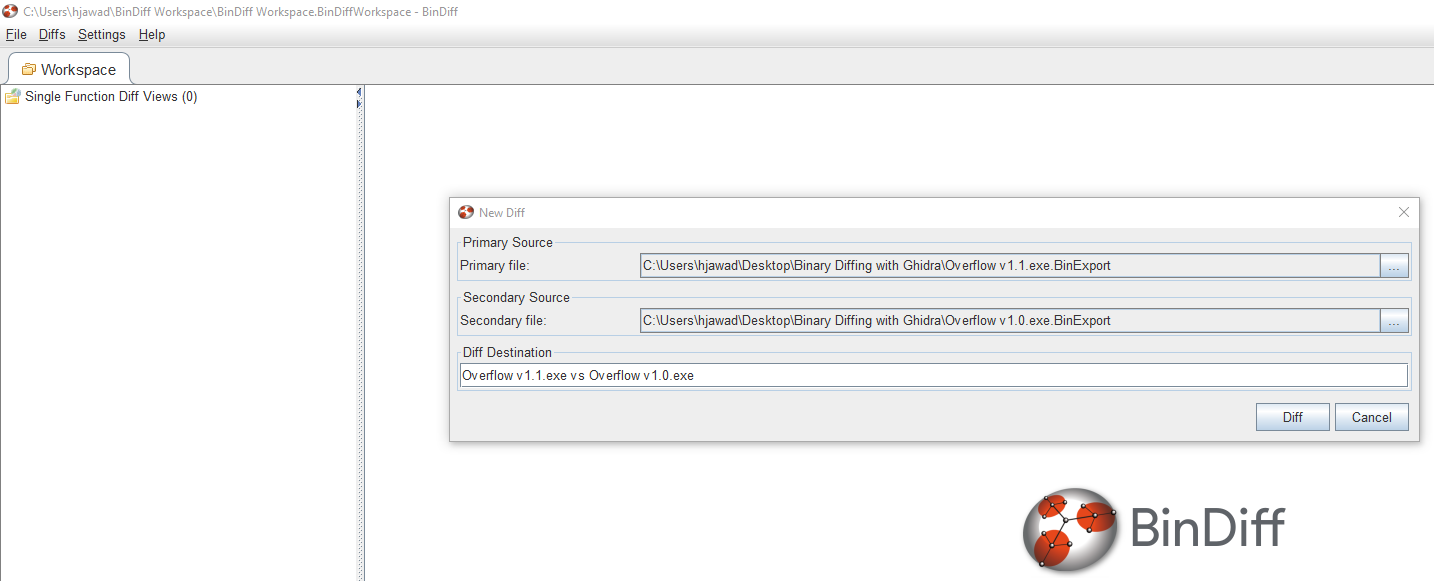 C:\Users\hjawad\BinDiff Workspace\BinDiff Workspace.BinDiffWorkspace - BinDiff
File Diffs Settings Help
Workspace
Single Function Diff Views (0)
New Diff
Primary Source
Primary file: C:\Users\hjawad\Desktop\Binary Diffing with Ghidra\Overflow v1.1.exe.BinExport ...
Secondary Source
Secondary file: C:\Users\hjawad\Desktop\Binary Diffing with Ghidra\Overflow v1.0.exe.BinExport ...
Diff Destination
Overflow v1.1.exe vs Overflow v1.0.exe
Diff Cancel
BinDiff